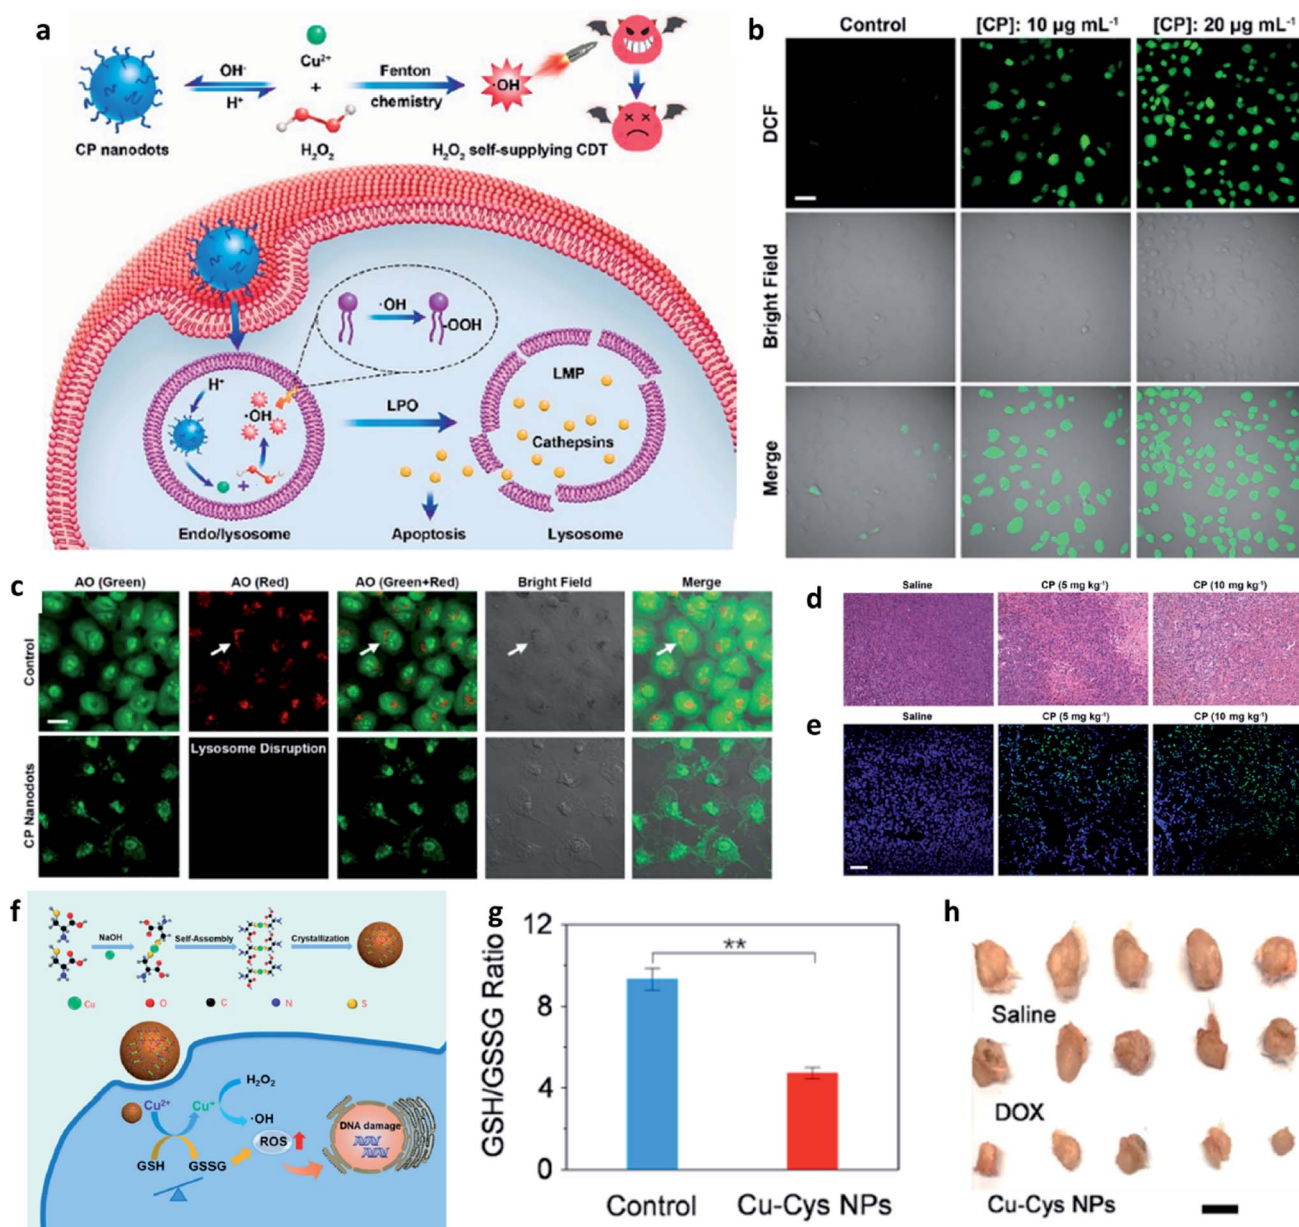 a
CP nanodots
OH-
H+
Cu2+
+
H2O2
Fenton
chemistry
·OH
H2O2 self-supplying CDT
·OH
-OOH
H+
·OH
+
Endo/lysosome
LPO
Apoptosis
LMP
Cathepsins
Lysosome
b
Control
[CP]: 10 µg mL-1
[CP]: 20 µg mL-1
DCF
Bright Field
Merge
c
AO (Green)
AO (Red)
AO (Green+Red)
Bright Field
Merge
Control
CP Nanodots
Lysosome Disruption
d
Saline
CP (5 mg kg-1)
CP (10 mg kg-1)
e
Saline
CP (5 mg kg-1)
CP (10 mg kg-1)
f
NaOH
Self-Assembly
Crystallization
Cu
O
C
N
S
Cu2+
Cu+
H2O2
·OH
GSH
GSSG
ROS
DNA damage
g
GSH/GSSG Ratio
12
8
4
0
**
Control
Cu-Cys NPs
h
Saline
DOX
Cu-Cys NPs